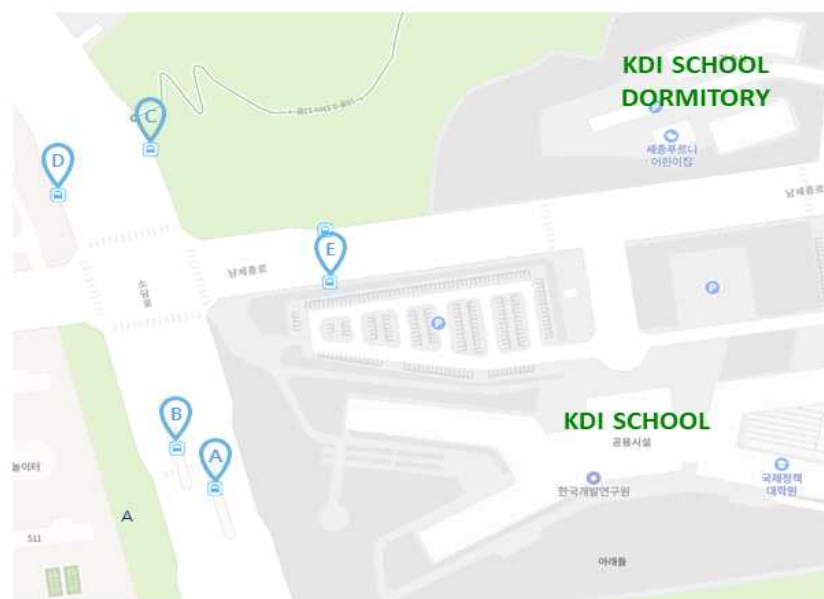 KDI SCHOOL
DORMITORY
세종푸르니
어린이집
C
D
남세종로
E
남세종로
소담로
P
P
P
B
A
KDI SCHOOL
공용시설
놀이터
한국개발연구원
국제정책
대학원
A
511
아래뜰